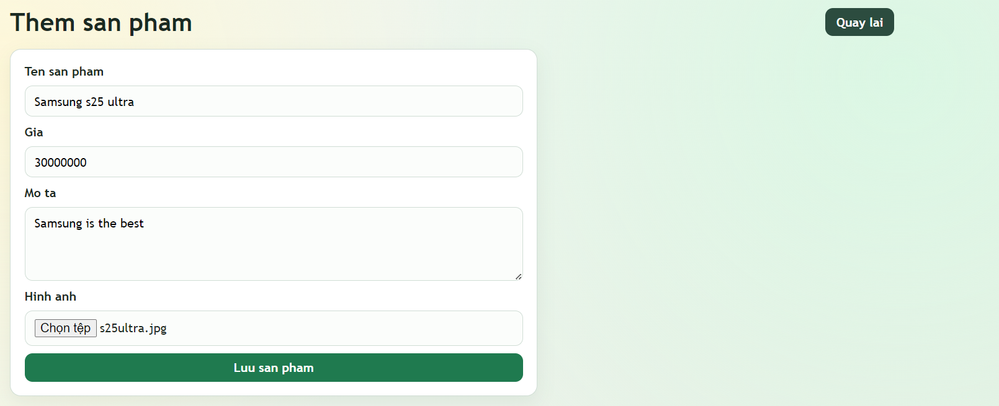 Them san pham
Quay lai
Ten san pham
Samsung s25 ultra
Gia
30000000
Mo ta
Samsung is the best
Hinh anh
Chọn tệp s25ultra.jpg
Luu san pham